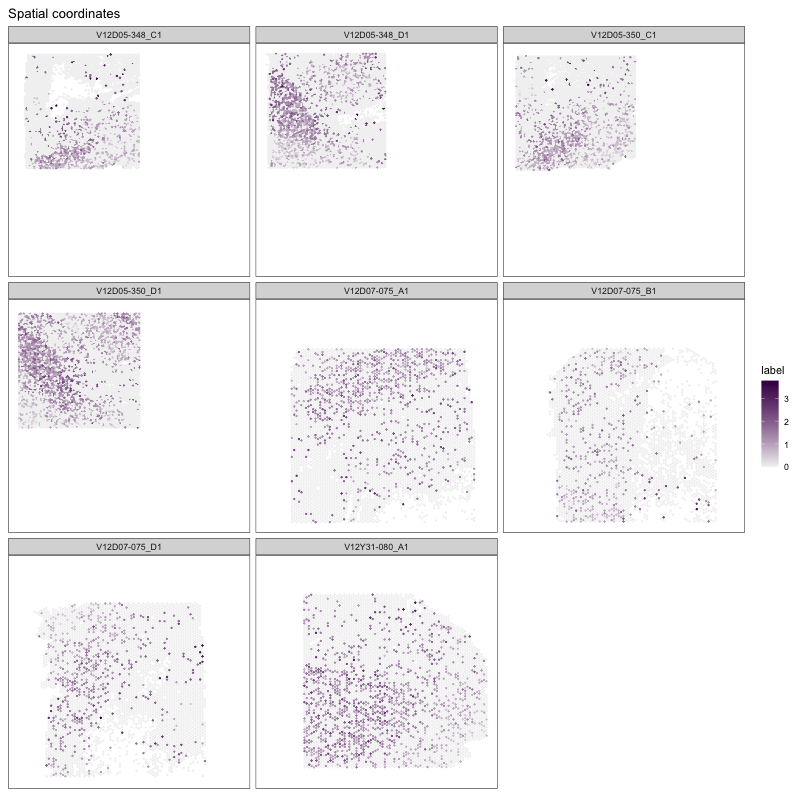 Spatial coordinates
V12D05-348_C1
V12D05-348_D1
V12D05-350_C1
V12D05-350_D1
V12D07-075_A1
V12D07-075_B1
label
3
2
1
0
V12D07-075_D1
V12Y31-080_A1